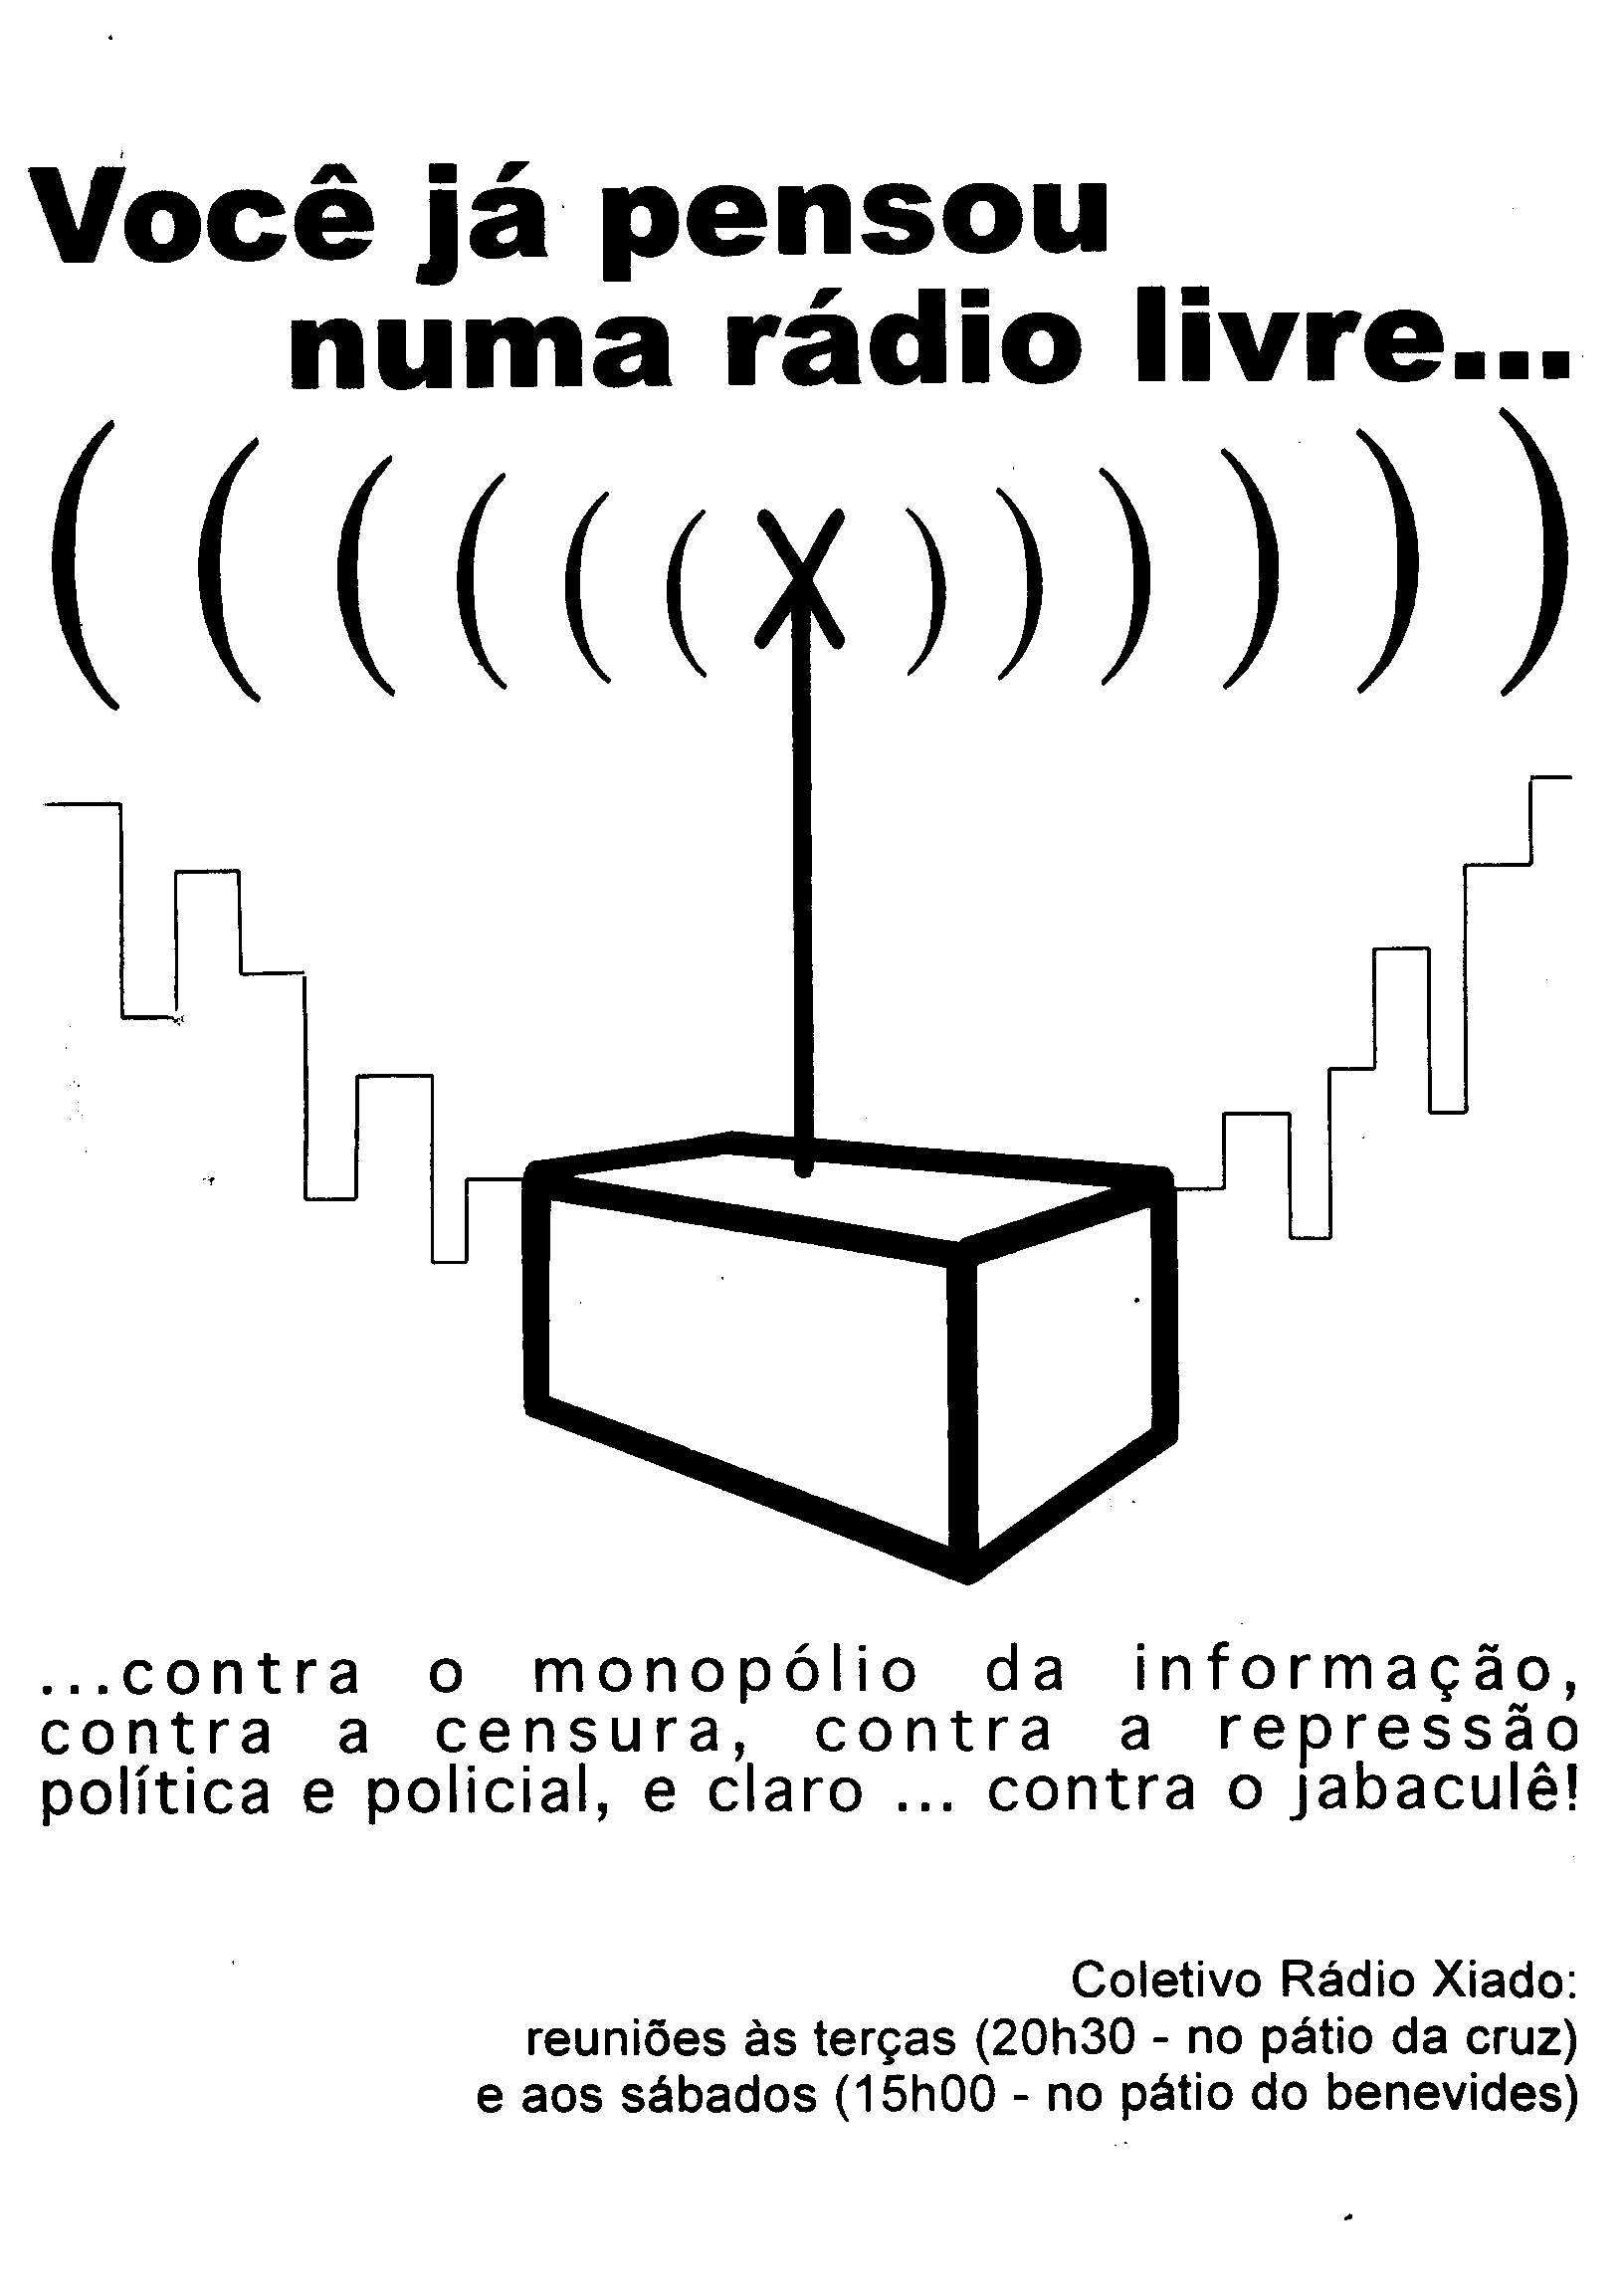 Você já pensou
numa rádio livre...
...contra o monopólio da informação,
contra a censura, contra a repressão
política e policial, e claro ... contra o jabaculê!
Coletivo Rádio Xiado:
reuniões às terças (20h30 - no pátio da cruz)
e aos sábados (15h00 - no pátio do benevides)